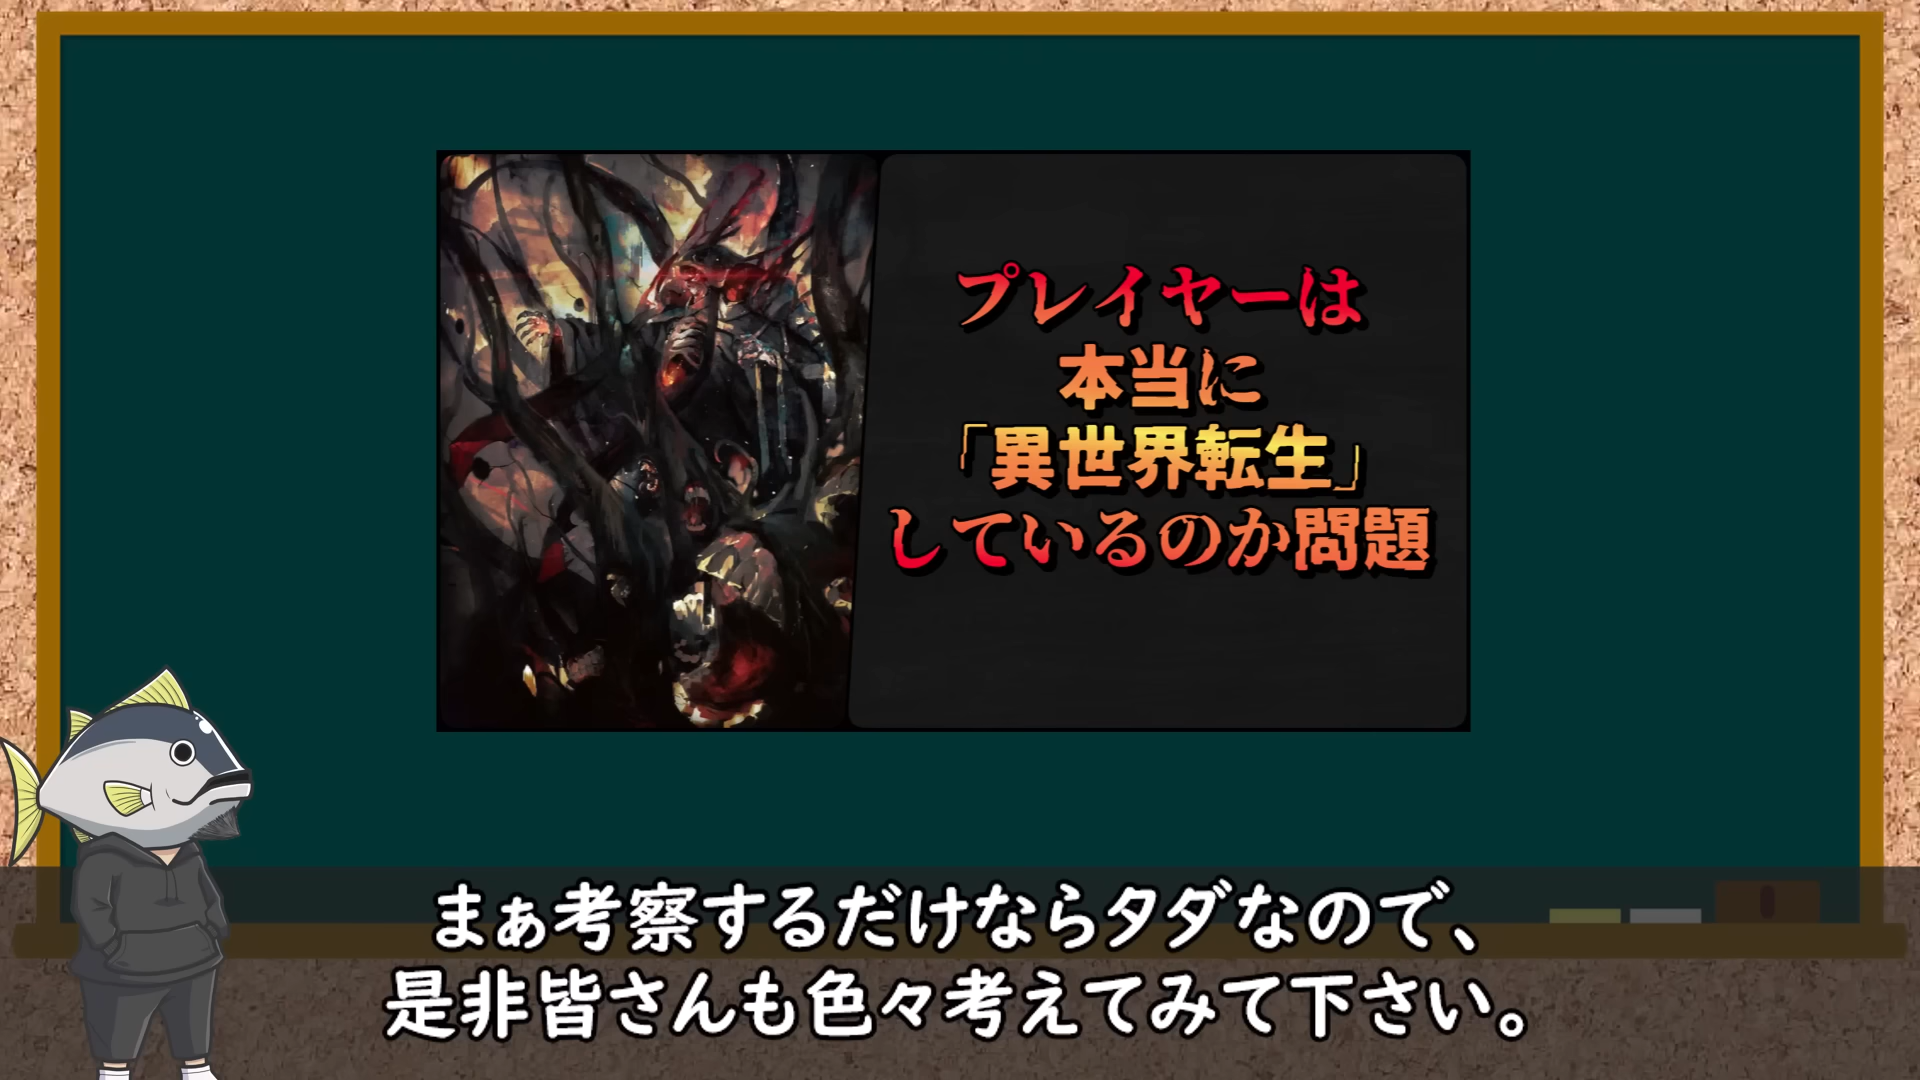 プレイヤーは
本当に
「異世界転生」
しているのか問題
まぁ考察するだけならタダなので、
是非皆さんも色々考えてみて下さい。